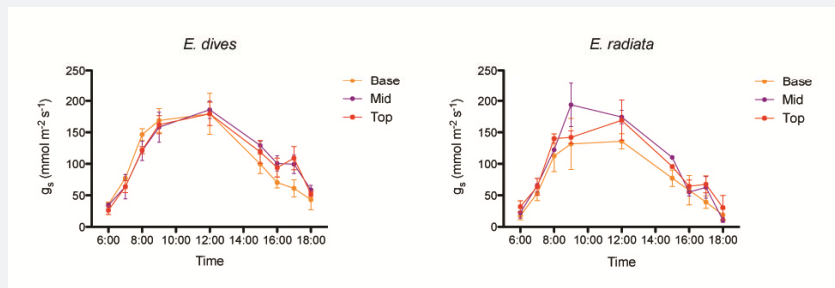 E. dives
250
200
150
100
50
0
gs (mmol m-2 s-1)
6:00 8:00 10:00 12:00 14:00 16:00 18:00
Time
Base
Mid
Top
E. radiata
250
200
150
100
50
0
gs (mmol m-2 s-1)
6:00 8:00 10:00 12:00 14:00 16:00 18:00
Time
Base
Mid
Top